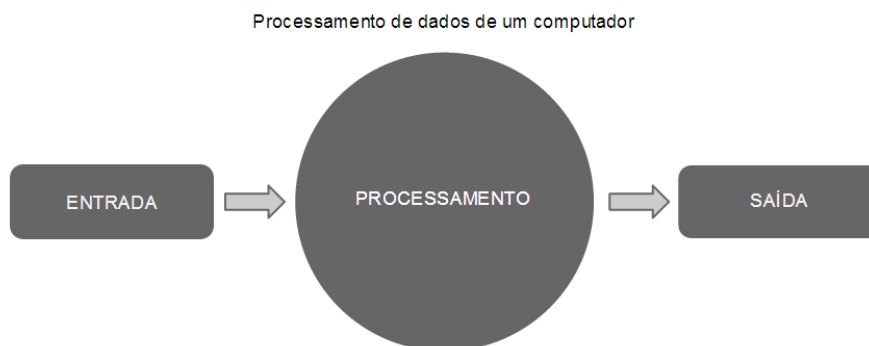 Processamento de dados de um computador
ENTRADA
PROCESSAMENTO
SAÍDA